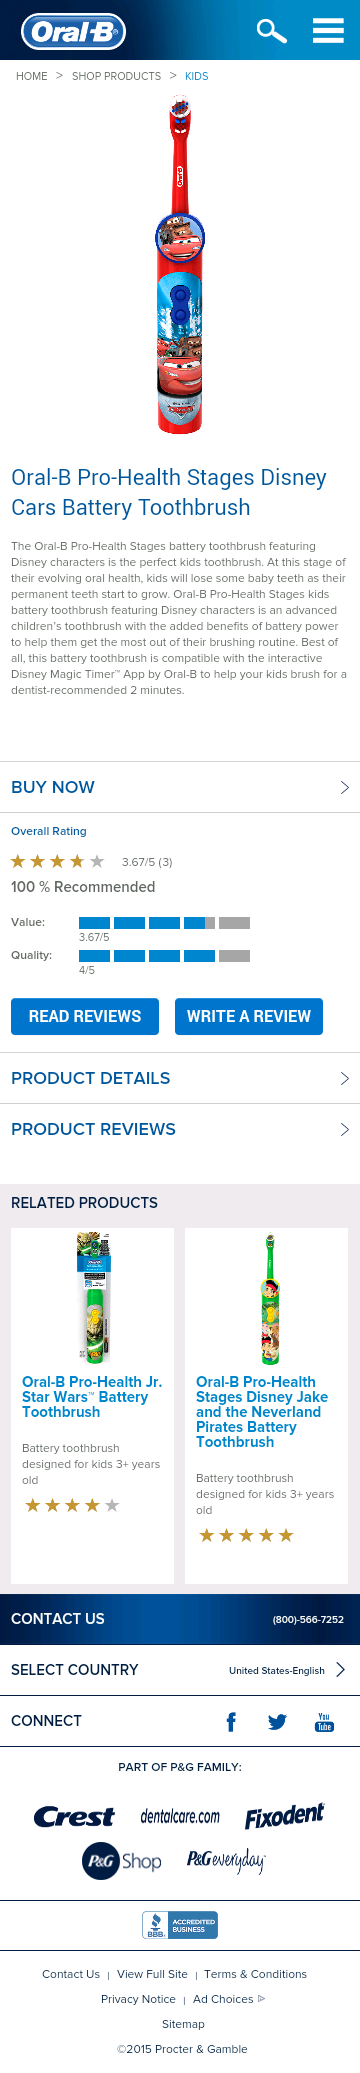 Oral-B
HOME > SHOP PRODUCTS > KIDS
Oral-B
Oral-B Pro-Health Stages Disney
Cars Battery Toothbrush
The Oral-B Pro-Health Stages battery toothbrush featuring
Disney characters is the perfect kids toothbrush. At this stage of
their evolving oral health, kids will lose some baby teeth as their
permanent teeth start to grow. Oral-B Pro-Health Stages kids
battery toothbrush featuring Disney characters is an advanced
children's toothbrush with the added benefits of battery power
to help them get the most out of their brushing routine. Best of
all, this battery toothbrush is compatible with the interactive
Disney Magic Timer™ App by Oral-B to help your kids brush for a
dentist-recommended 2 minutes.
BUY NOW
Overall Rating
3.67/5 (3)
100 % Recommended
Value:
3.67/5
Quality:
4/5
READ REVIEWS WRITE A REVIEW
PRODUCT DETAILS
PRODUCT REVIEWS
RELATED PRODUCTS
Oral-B Pro-Health Jr.
Star Wars™ Battery
Toothbrush
Battery toothbrush
designed for kids 3+ years
old
Oral-B Pro-Health
Stages Disney Jake
and the Neverland
Pirates Battery
Toothbrush
Battery toothbrush
designed for kids 3+ years
old
CONTACT US (800)-566-7252
SELECT COUNTRY United States-English
CONNECT
You
Tube
PART OF P&G FAMILY:
Crest dentalcare.com Fixodent
P&G Shop P&G everyday
BBB. ACCREDITED
BUSINESS
Contact Us | View Full Site | Terms & Conditions
Privacy Notice | Ad Choices
Sitemap
©2015 Procter & Gamble